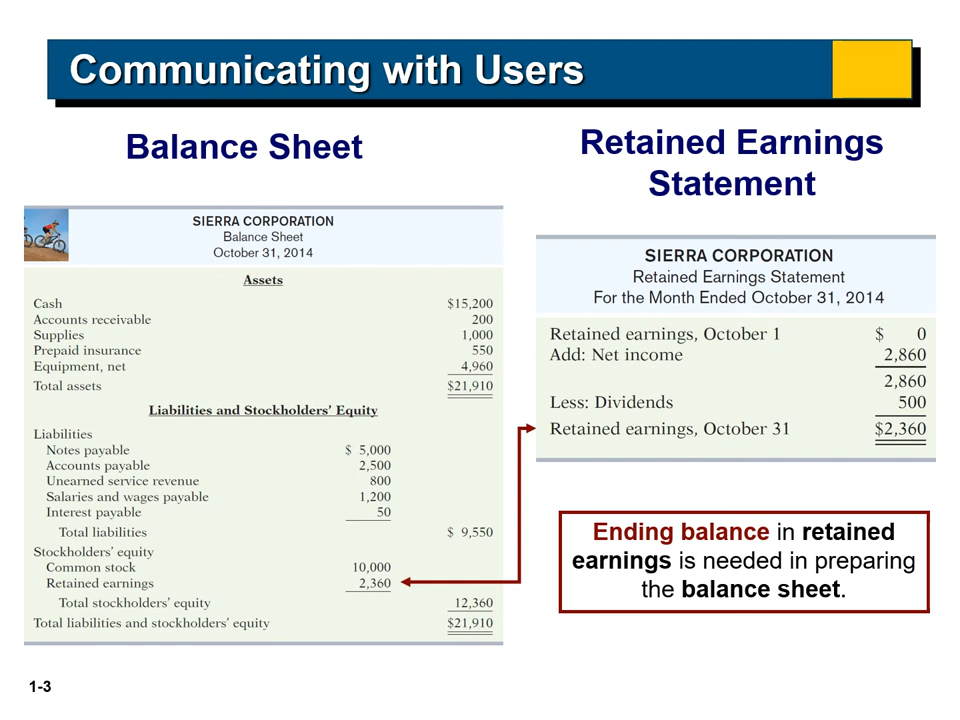 Communicating with Users
Balance Sheet
SIERRA CORPORATION
Balance Sheet
October 31, 2014
Assets
Cash $15,200
Accounts receivable 200
Supplies 1,000
Prepaid insurance 550
Equipment, net 4,960
Total assets $21,910
Liabilities and Stockholders' Equity
Liabilities
Notes payable $ 5,000
Accounts payable 2,500
Unearned service revenue 800
Salaries and wages payable 1,200
Interest payable 50
Total liabilities $ 9,550
Stockholders' equity
Common stock 10,000
Retained earnings 2,360
Total stockholders' equity 12,360
Total liabilities and stockholders' equity $21,910
Retained Earnings
Statement
SIERRA CORPORATION
Retained Earnings Statement
For the Month Ended October 31, 2014
Retained earnings, October 1 $ 0
Add: Net income 2,860
2,860
Less: Dividends 500
Retained earnings, October 31 $2,360
Ending balance in retained
earnings is needed in preparing
the balance sheet.
1-3